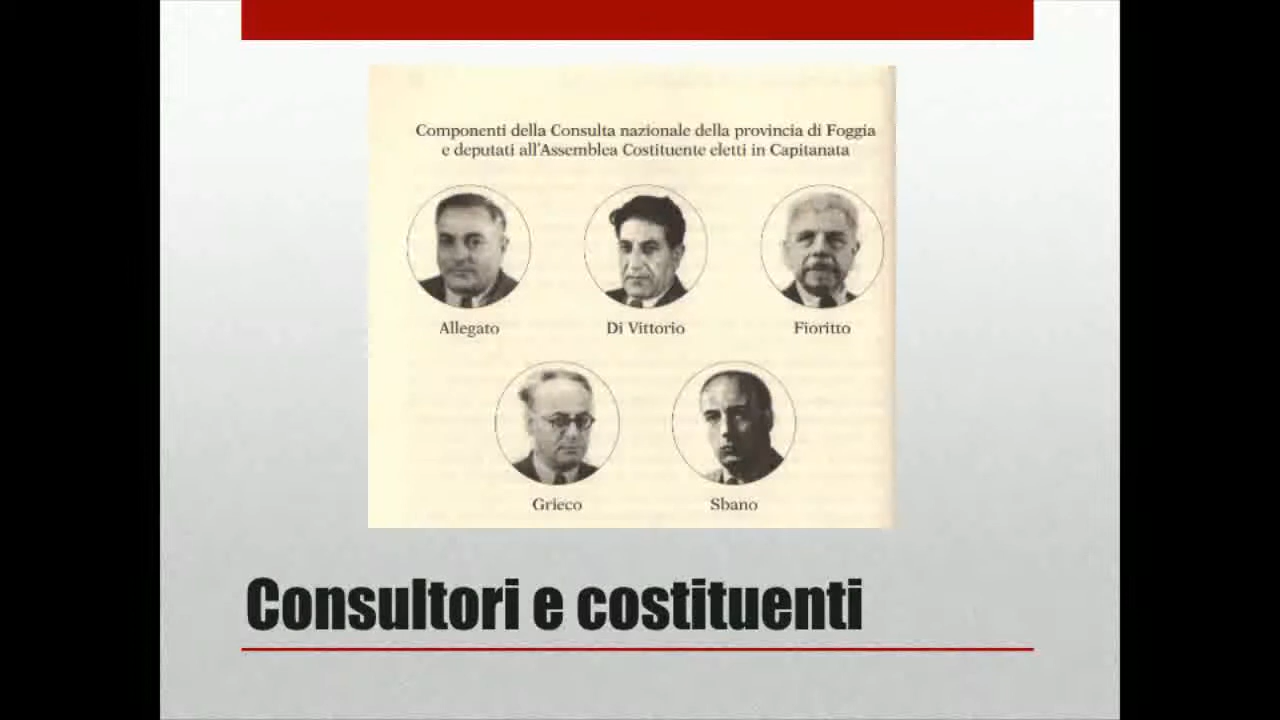 Componenti della Consulta nazionale della provincia di Foggia
e deputati all'Assemblea Costituente eletti in Capitanata
Allegato
Di Vittorio
Fioritto
Grieco
Sbano
Consultori e costituenti